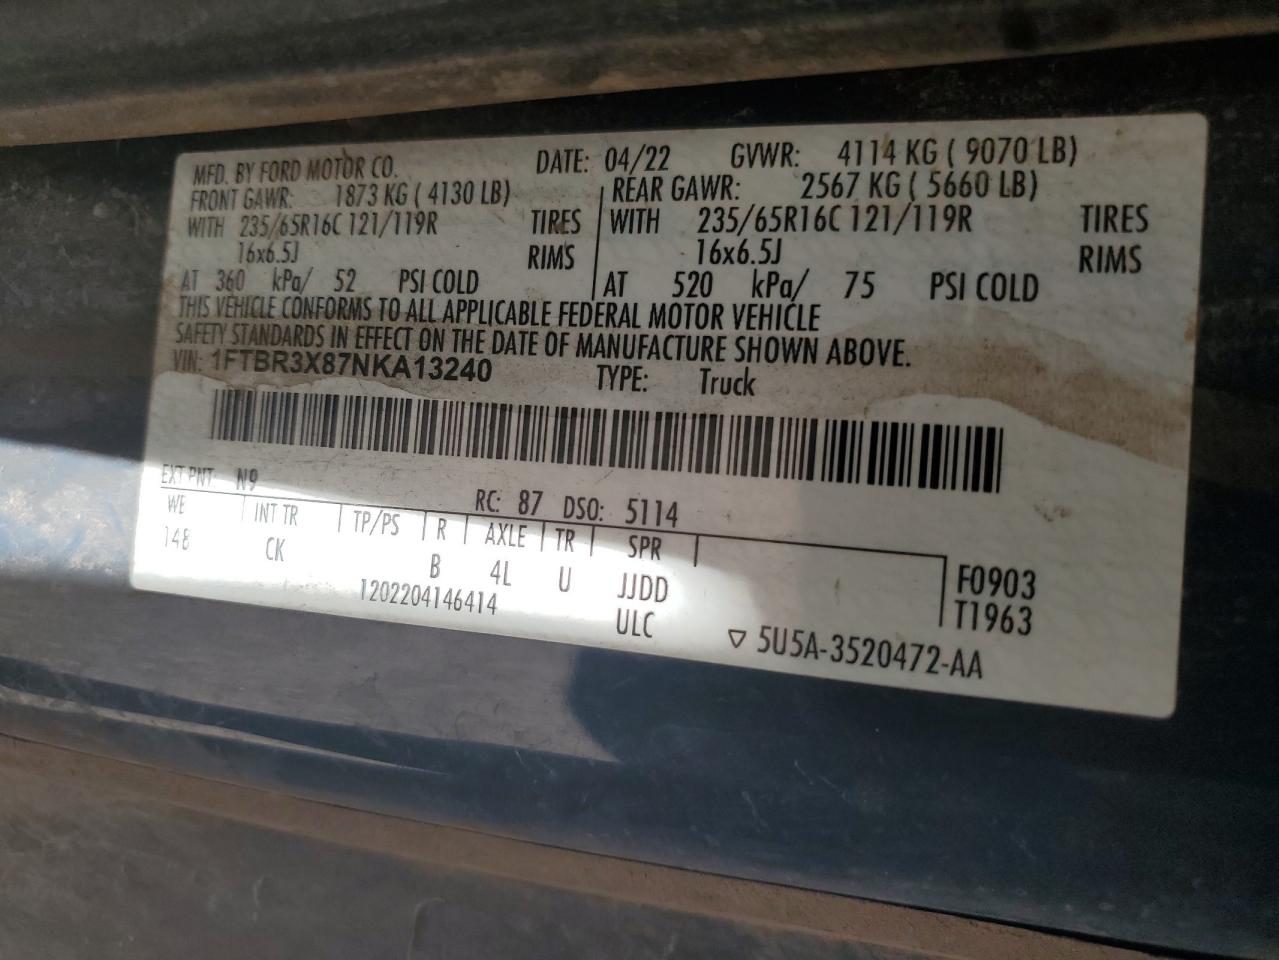 MFD. BY FORD MOTOR CO. DATE: 04/22 GVWR: 4114 KG ( 9070 LB)
FRONT GAWR: 1873 KG ( 4130 LB) REAR GAWR: 2567 KG ( 5660 LB)
WITH 235/65R16C 121/119R TIRES WITH 235/65R16C 121/119R TIRES
16x6.5J RIMS 16x6.5J RIMS
AT 360 kPa/ 52 PSI COLD AT 520 kPa/ 75 PSI COLD
THIS VEHICLE CONFORMS TO ALL APPLICABLE FEDERAL MOTOR VEHICLE
SAFETY STANDARDS IN EFFECT ON THE DATE OF MANUFACTURE SHOWN ABOVE.
VIN: 1FTBR3X87NKA13240 TYPE: Truck
EXT PNT: N9 RC: 87 DSO: 5114
WB INT TR TP/PS R AXLE TR SPR
148 CK B 4L U JJDD F0903
1202204146414 ULC T1963
▽ 5U5A-3520472-AA